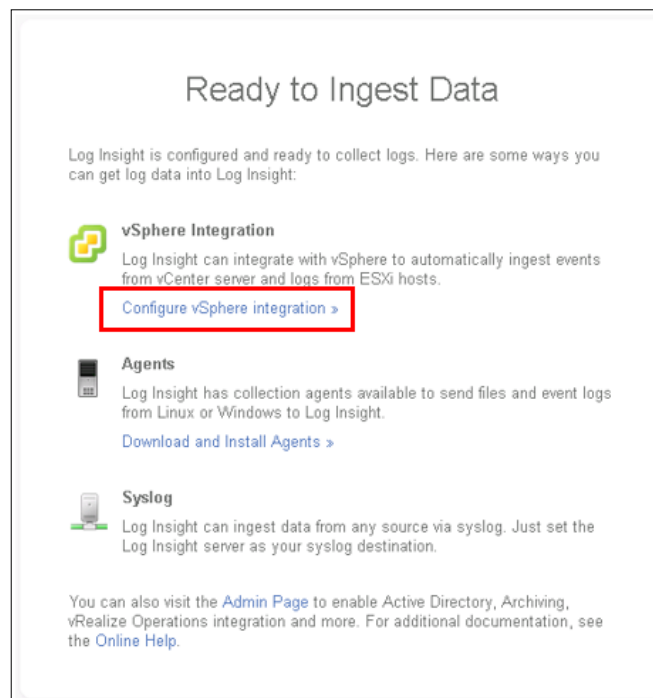 Ready to Ingest Data
Log Insight is configured and ready to collect logs. Here are some ways you
can get log data into Log Insight:
vSphere Integration
Log Insight can integrate with vSphere to automatically ingest events
from vCenter server and logs from ESXi hosts.
Configure vSphere integration »
Agents
Log Insight has collection agents available to send files and event logs
from Linux or Windows to Log Insight.
Download and Install Agents »
Syslog
Log Insight can ingest data from any source via syslog. Just set the
Log Insight server as your syslog destination.
You can also visit the Admin Page to enable Active Directory, Archiving,
vRealize Operations integration and more. For additional documentation, see
the Online Help.